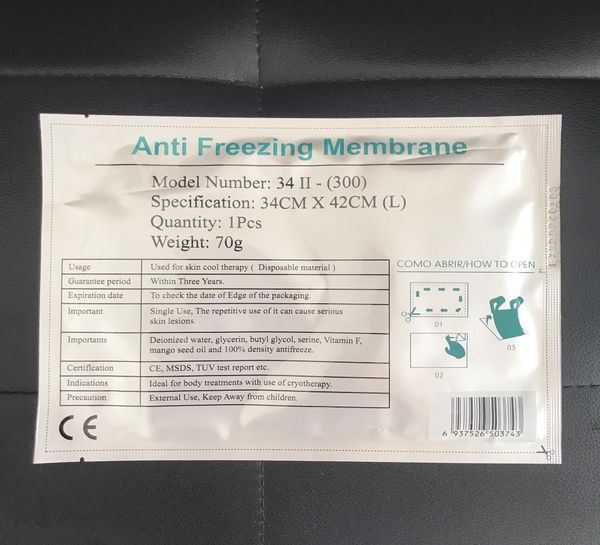 Anti Freezing Membrane
Model Number: 34 II - (300)
Specification: 34CM X 42CM (L)
Quantity: 1Pcs
Weight: 70g
Usage Used for skin cool therapy ( Disposable material )
Guarantee period Within Three Years.
Expiration date To check the date of Edge of the packaging.
Important Single Use, The repetitive use of it can cause serious
skin lesions.
Importants Deionized water, glycerin, butyl glycol, serine, Vitamin F,
mango seed oil and 100% density antifreeze.
Certification CE, MSDS, TUV test report etc.
Indications Ideal for body treatments with use of cryotherapy.
Precaution External Use, Keep Away from children.
CE
COMO ABRIR/HOW TO OPEN
01
02
03
6 937526 503743